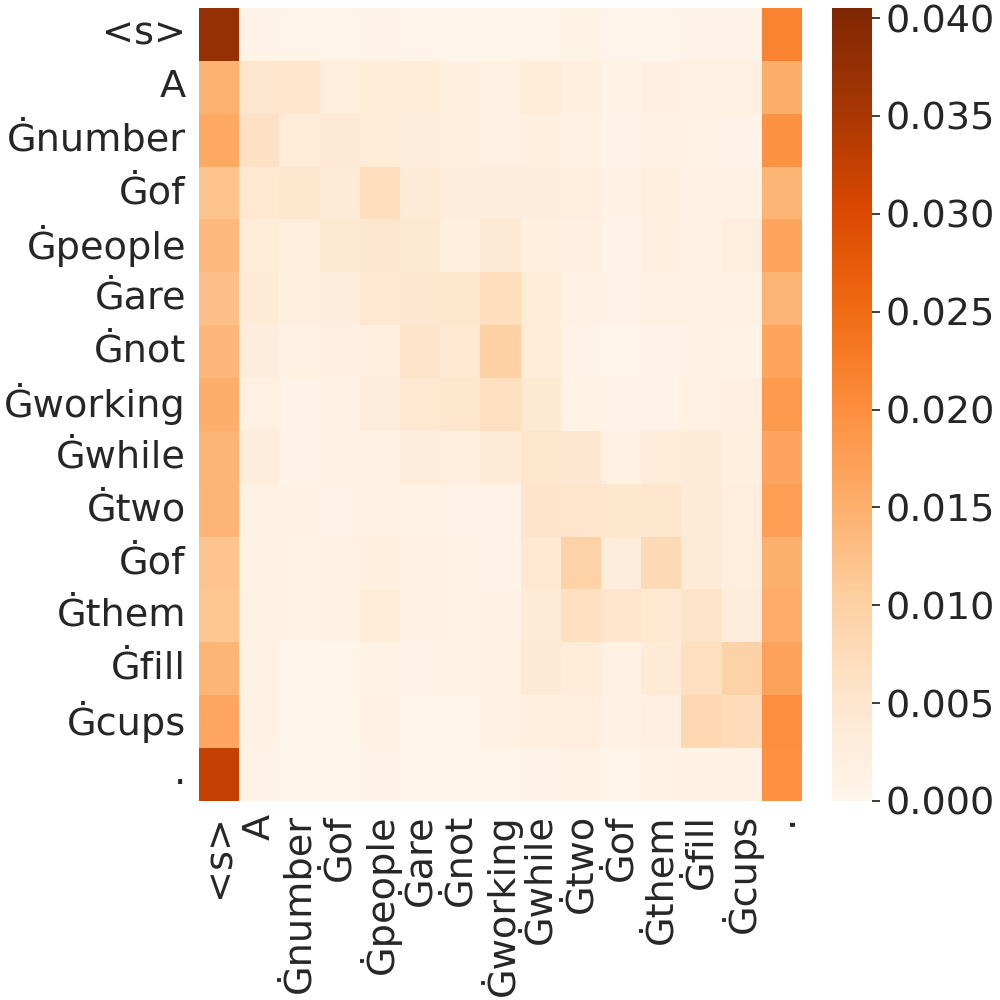 <s>
A
Ġnumber
Ġof
Ġpeople
Ġare
Ġnot
Ġworking
Ġwhile
Ġtwo
Ġof
Ġthem
Ġfill
Ġcups
.
<s>
A
Ġnumber
Ġof
Ġpeople
Ġare
Ġnot
Ġworking
Ġwhile
Ġtwo
Ġof
Ġthem
Ġfill
Ġcups
.
0.040
0.035
0.030
0.025
0.020
0.015
0.010
0.005
0.000